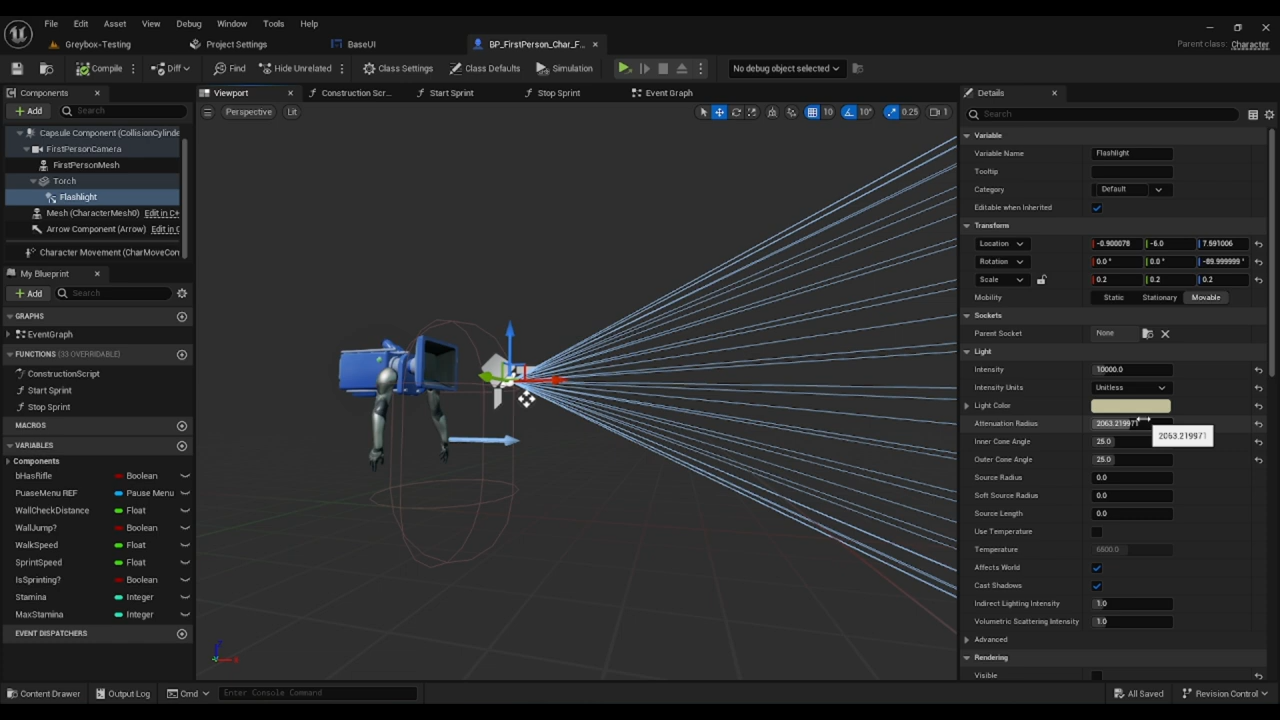 File Edit Asset View Debug Window Tools Help
Greybox-Testing Project Settings BaseUI BP_FirstPerson_Char_F... Parent class: Character
Compile Diff Find Hide Unrelated Class Settings Class Defaults Simulation No debug object selected
Components Viewport Construction Scr... Start Sprint Stop Sprint Event Graph Details
Add Search Perspective Lit 10 10° 0.25 1 Search
Capsule Component (CollisionCylinde
FirstPersonCamera
FirstPersonMesh
Torch
Flashlight
Mesh (CharacterMesh0) Edit in C+
Arrow Component (Arrow) Edit in C
Character Movement (CharMoveCon
My Blueprint
Add Search
GRAPHS
EventGraph
FUNCTIONS (33 OVERRIDABLE)
ConstructionScript
Start Sprint
Stop Sprint
MACROS
VARIABLES
Components
bHasRifle Boolean
PuaseMenu REF Pause Menu
WallCheckDistance Float
WallJump? Boolean
WalkSpeed Float
SprintSpeed Float
IsSprinting? Boolean
Stamina Integer
MaxStamina Integer
EVENT DISPATCHERS
Variable
Variable Name Flashlight
Tooltip
Category Default
Editable when Inherited
Transform
Location -0.900078 -6.0 7.591006
Rotation 0.0° 0.0° -89.999999°
Scale 0.2 0.2 0.2
Mobility Static Stationary Movable
Sockets
Parent Socket None
Light
Intensity 10000.0
Intensity Units Unitless
Light Color
Attenuation Radius 2063.219971
2063.219971
Inner Cone Angle 25.0
Outer Cone Angle 25.0
Source Radius 0.0
Soft Source Radius 0.0
Source Length 0.0
Use Temperature
Temperature 6500.0
Affects World
Cast Shadows
Indirect Lighting Intensity 1.0
Volumetric Scattering Intensity 1.0
Advanced
Rendering
Visible
Content Drawer Output Log Cmd Enter Console Command All Saved Revision Control